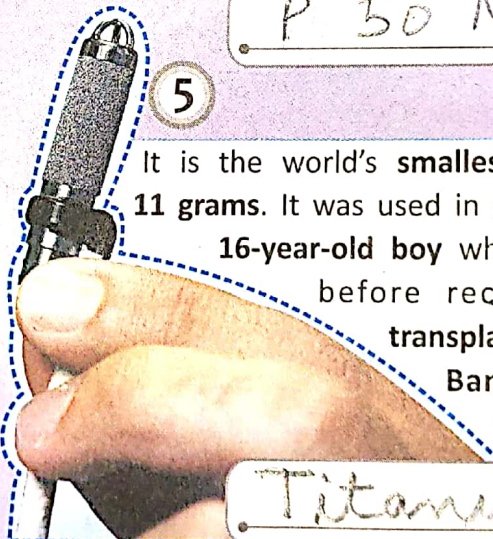 P 30
5
It is the world's smalles
11 grams. It was used in
16-year-old boy wh
before rec
transpla
Bar
Titan